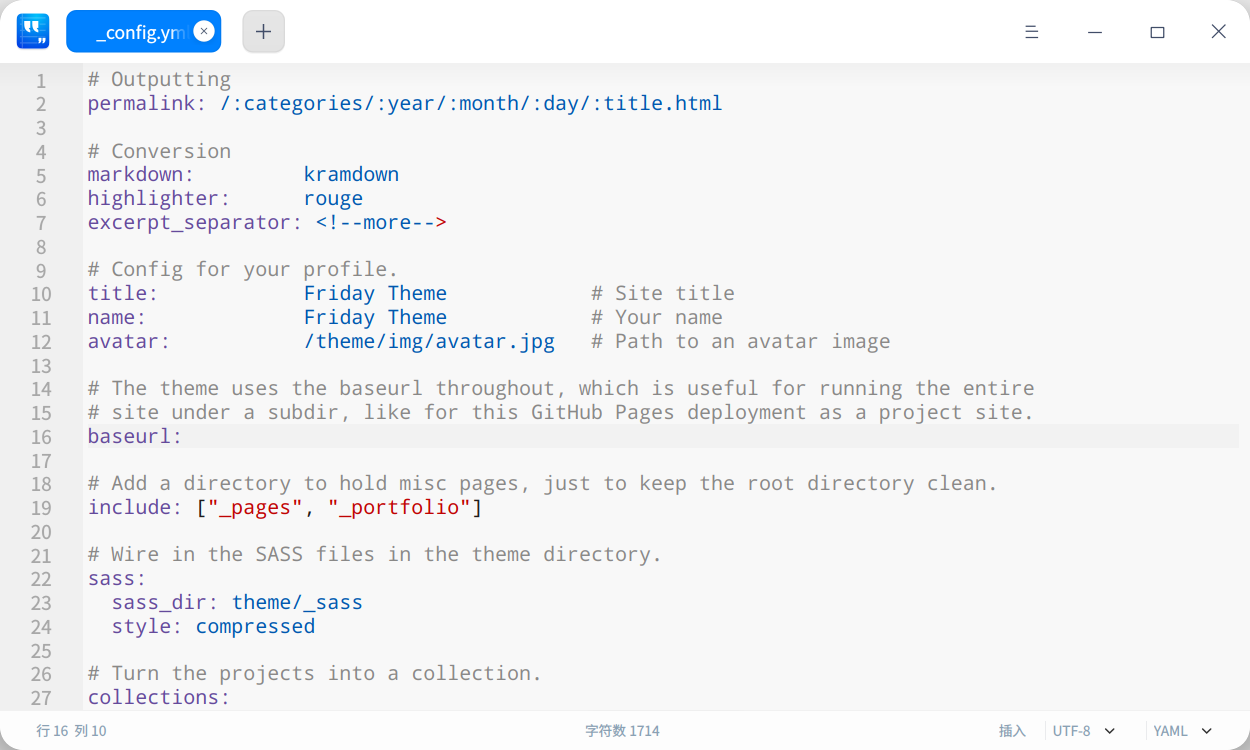 _config.yml
1 # Outputting
2 permalink: /:categories/:year/:month/:day/:title.html
3
4 # Conversion
5 markdown:         kramdown
6 highlighter:      rouge
7 excerpt_separator: <!--more-->
8
9 # Config for your profile.
10 title:            Friday Theme            # Site title
11 name:             Friday Theme            # Your name
12 avatar:           /theme/img/avatar.jpg   # Path to an avatar image
13
14 # The theme uses the baseurl throughout, which is useful for running the entire
15 # site under a subdir, like for this GitHub Pages deployment as a project site.
16 baseurl:
17
18 # Add a directory to hold misc pages, just to keep the root directory clean.
19 include: ["_pages", "_portfolio"]
20
21 # Wire in the SASS files in the theme directory.
22 sass:
23   sass_dir: theme/_sass
24   style: compressed
25
26 # Turn the projects into a collection.
27 collections:
行 16 列 10 字符数 1714 插入 UTF-8 YAML